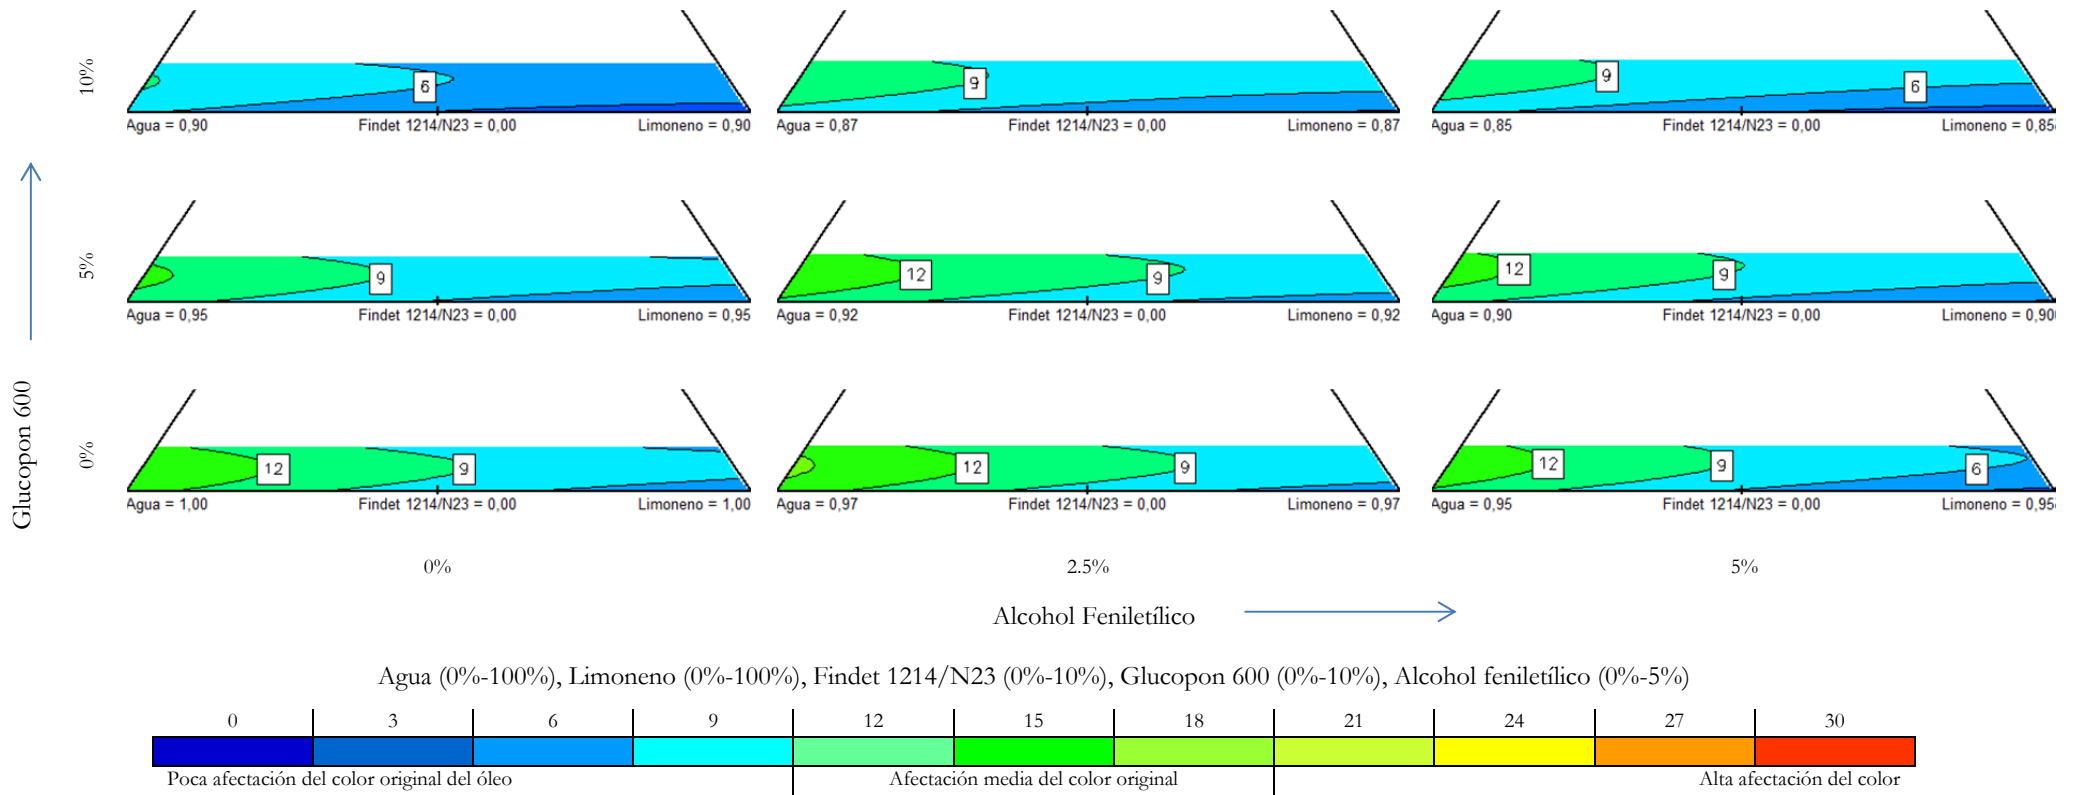 10%
6
Agua = 0,90 Findet 1214/N23 = 0,00 Limoneno = 0,90
9
Agua = 0,87 Findet 1214/N23 = 0,00 Limoneno = 0,87
9
6
Agua = 0,85 Findet 1214/N23 = 0,00 Limoneno = 0,85
5%
9
Agua = 0,95 Findet 1214/N23 = 0,00 Limoneno = 0,95
12 9
Agua = 0,92 Findet 1214/N23 = 0,00 Limoneno = 0,92
12 9
Agua = 0,90 Findet 1214/N23 = 0,00 Limoneno = 0,90
Glucopon 600
0%
12 9
Agua = 1,00 Findet 1214/N23 = 0,00 Limoneno = 1,00
12 9
Agua = 0,97 Findet 1214/N23 = 0,00 Limoneno = 0,97
12 9 6
Agua = 0,95 Findet 1214/N23 = 0,00 Limoneno = 0,95
0% 2.5% 5%
Alcohol Feniletílico
Agua (0%-100%), Limoneno (0%-100%), Findet 1214/N23 (0%-10%), Glucopon 600 (0%-10%), Alcohol feniletílico (0%-5%)
0 3 6 9 12 15 18 21 24 27 30
Poca afectación del color original del óleo Afectación media del color original Alta afectación del color